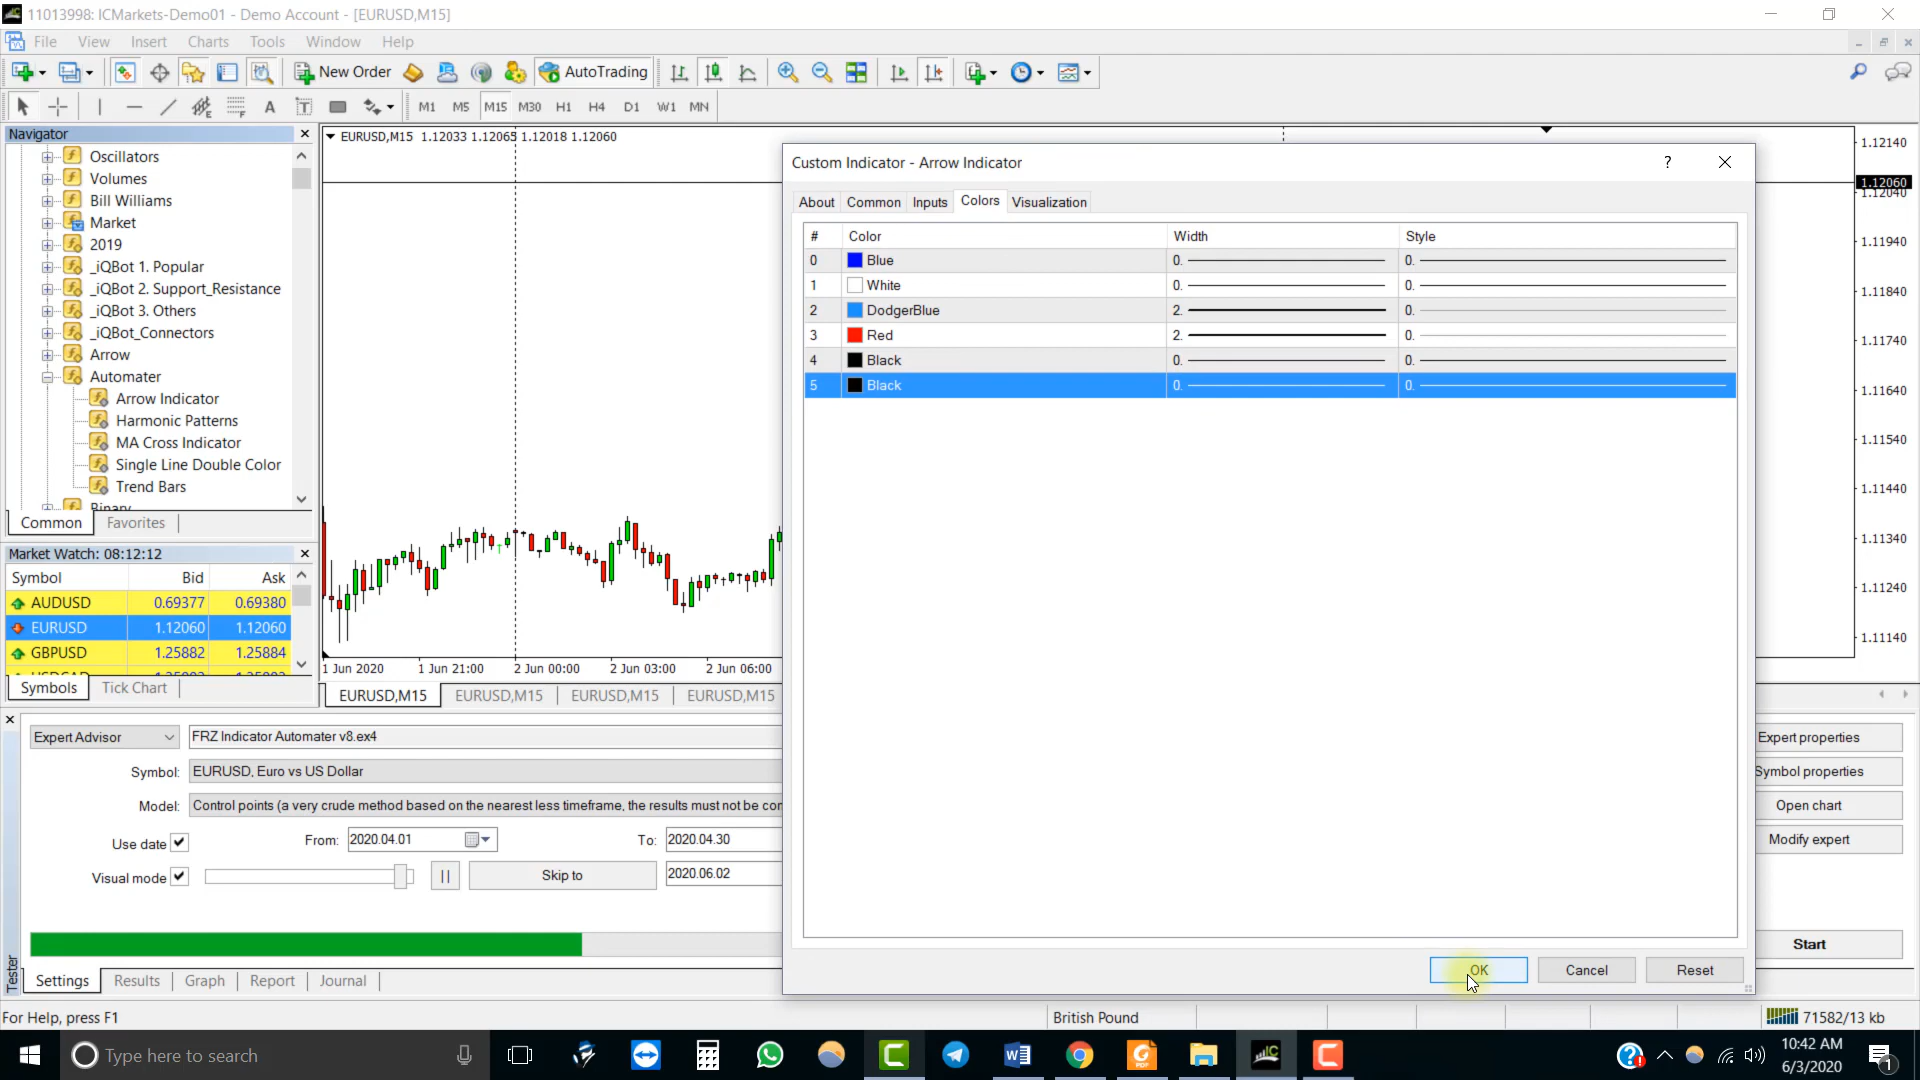 11013998: ICMarkets-Demo01 - Demo Account - [EURUSD,M15]
File View Insert Charts Tools Window Help
New Order AutoTrading
A T M1 M5 M15 M30 H1 H4 D1 W1 MN
Navigator
Oscillators
Volumes
Bill Williams
Market
2019
_iQBot 1. Popular
_iQBot 2. Support_Resistance
_iQBot 3. Others
_iQBot_Connectors
Arrow
Automater
Arrow Indicator
Harmonic Patterns
MA Cross Indicator
Single Line Double Color
Trend Bars
Binary
Common Favorites
Market Watch: 08:12:12
Symbol Bid Ask
AUDUSD 0.69377 0.69380
EURUSD 1.12060 1.12060
GBPUSD 1.25882 1.25884
Symbols Tick Chart
EURUSD,M15 1.12033 1.12065 1.12018 1.12060
1 Jun 2020 1 Jun 21:00 2 Jun 00:00 2 Jun 03:00 2 Jun 06:00
EURUSD,M15 EURUSD,M15 EURUSD,M15 EURUSD,M15
1.12140
1.12060
1.12040
1.11940
1.11840
1.11740
1.11640
1.11540
1.11440
1.11340
1.11240
1.11140
Custom Indicator - Arrow Indicator ?
About Common Inputs Colors Visualization
# Color Width Style
0 Blue 0. 0.
1 White 0. 0.
2 DodgerBlue 2. 0.
3 Red 2. 0.
4 Black 0. 0.
5 Black 0. 0.
OK Cancel Reset
Expert Advisor FRZ Indicator Automater v8.ex4
Symbol: EURUSD, Euro vs US Dollar
Model: Control points (a very crude method based on the nearest less timeframe, the results must not be con
Use date From: 2020.04.01 To: 2020.04.30
Visual mode Skip to 2020.06.02
Expert properties
Symbol properties
Open chart
Modify expert
Start
Tester
Settings Results Graph Report Journal
For Help, press F1 British Pound 71582/13 kb
Type here to search
10:42 AM
6/3/2020
1